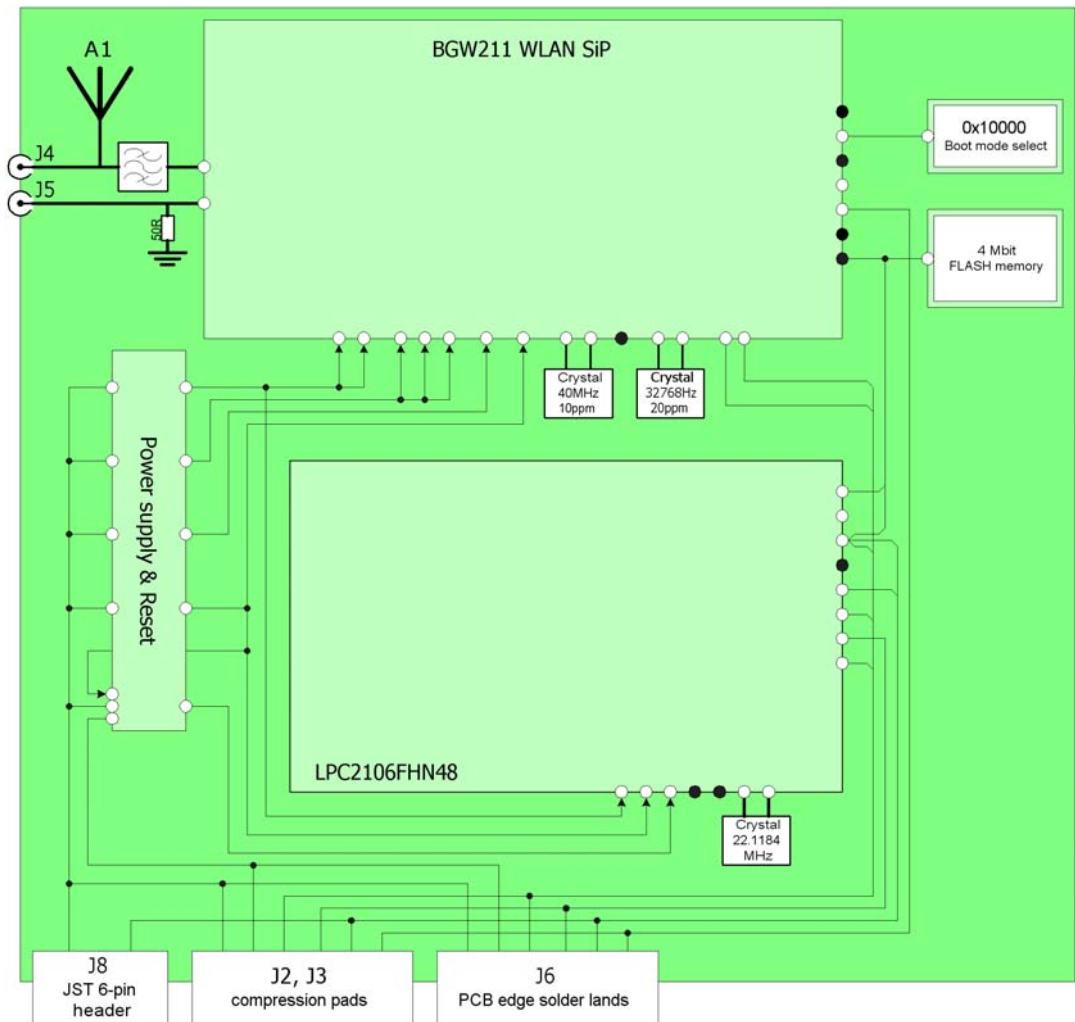 BGW211 WLAN SiP
A1
J4
J5
50R
0x10000
Boot mode select
4 Mbit
FLASH memory
Crystal
40MHz
10ppm
Crystal
32768Hz
20ppm
Power supply & Reset
LPC2106FHN48
Crystal
22.1184
MHz
J8
JST 6-pin
header
J2, J3
compression pads
J6
PCB edge solder lands